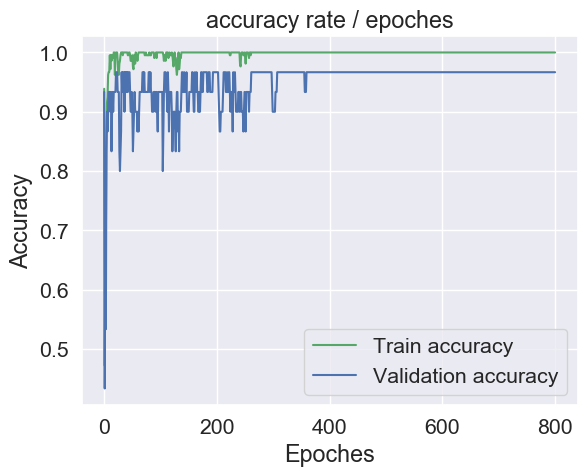 accuracy rate / epoches
1.0
0.9
0.8
0.7
0.6
0.5
Accuracy
0 200 400 600 800
Epoches
Train accuracy
Validation accuracy